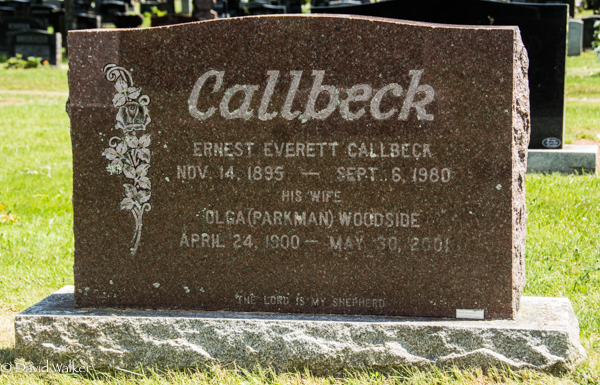 Callbeck
ERNEST EVERETT CALLBECK
NOV. 14, 1895 — SEPT. 6, 1980
HIS WIFE
OLGA (PARKMAN) WOODSIDE
APRIL 24, 1900 — MAY 30, 2001
"THE LORD IS MY SHEPHERD"
© David Walker